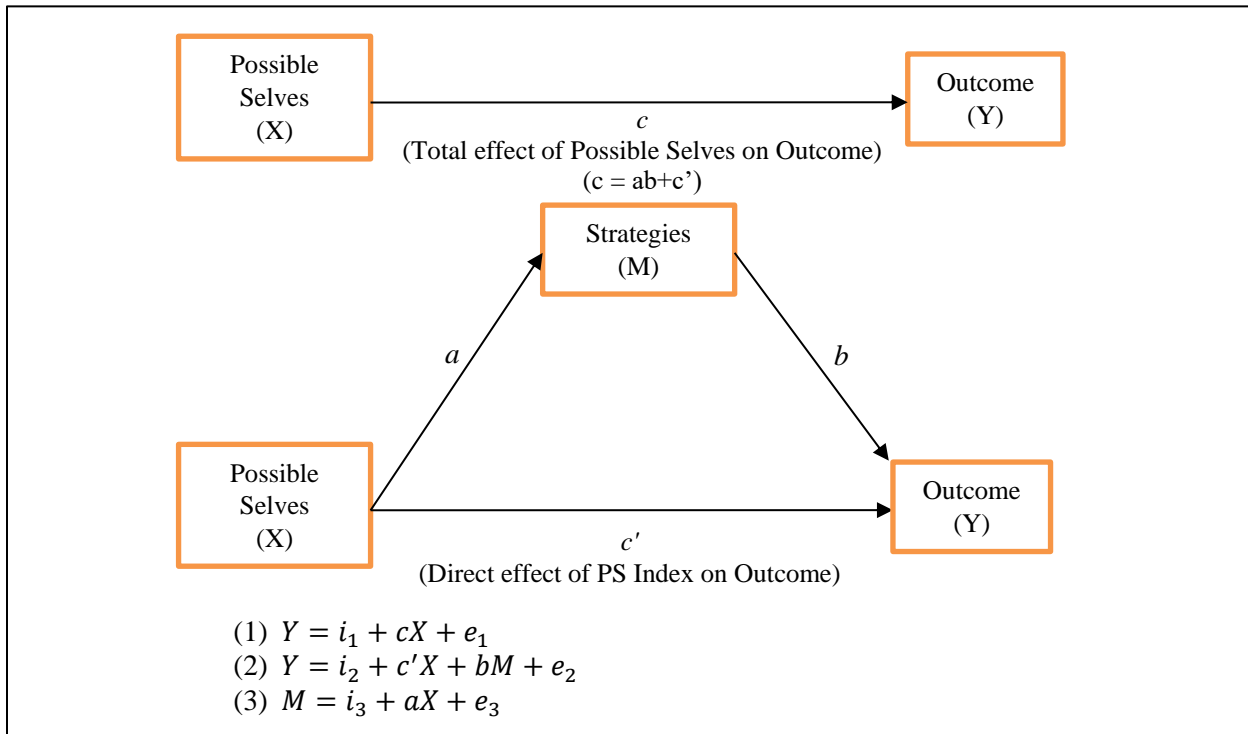 Possible
Selves
(X)
Outcome
(Y)
c
(Total effect of Possible Selves on Outcome)
(c = ab+c’)
Strategies
(M)
a
b
Possible
Selves
(X)
Outcome
(Y)
c'
(Direct effect of PS Index on Outcome)
(1) Y = i₁ + cX + e₁
(2) Y = i₂ + c'X + bM + e₂
(3) M = i₃ + aX + e₃